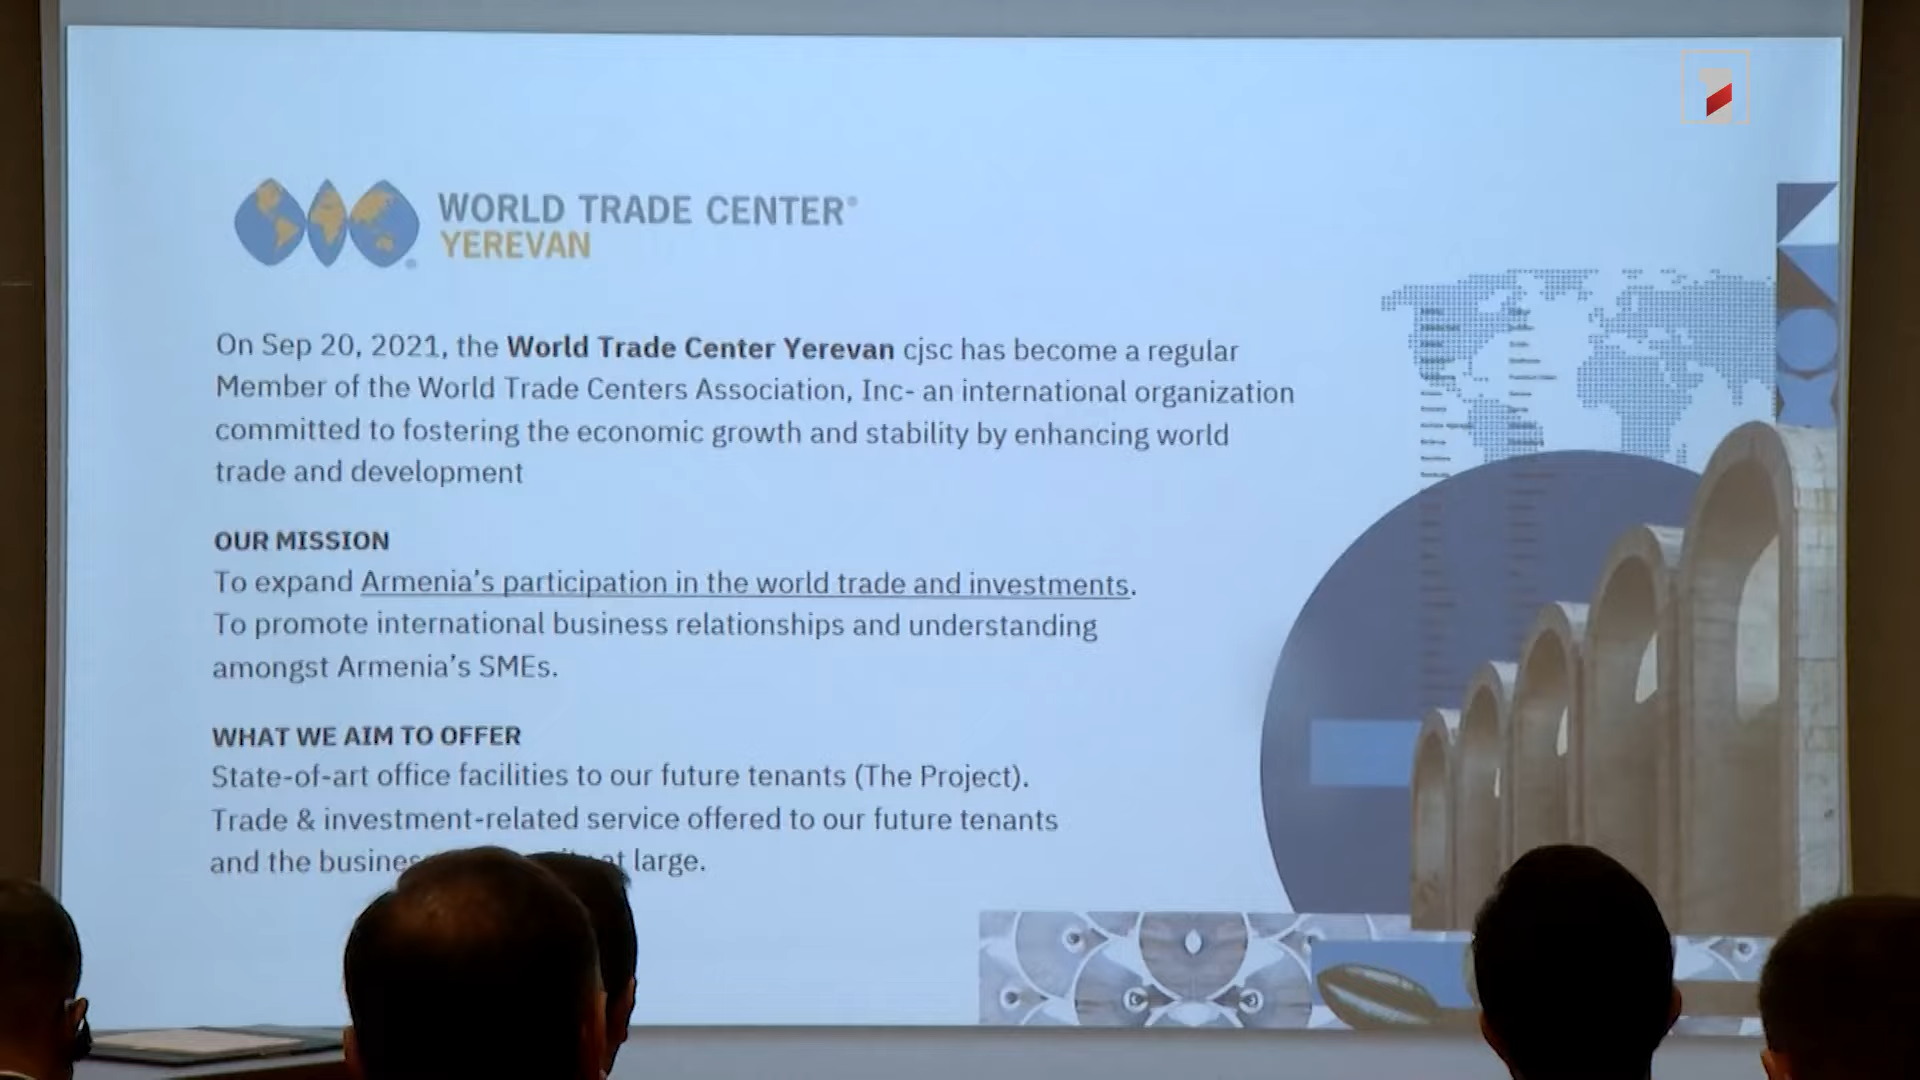 WORLD TRADE CENTER®
YEREVAN
On Sep 20, 2021, the World Trade Center Yerevan cjsc has become a regular
Member of the World Trade Centers Association, Inc- an international organization
committed to fostering the economic growth and stability by enhancing world
trade and development
OUR MISSION
To expand Armenia's participation in the world trade and investments.
To promote international business relationships and understanding
amongst Armenia's SMEs.
WHAT WE AIM TO OFFER
State-of-art office facilities to our future tenants (The Project).
Trade & investment-related service offered to our future tenants
and the at large.